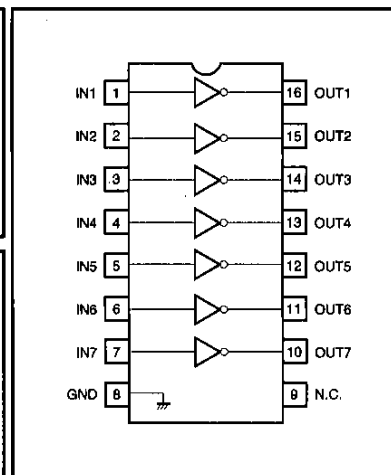 IN1 1 16 OUT1
IN2 2 15 OUT2
IN3 3 14 OUT3
IN4 4 13 OUT4
IN5 5 12 OUT5
IN6 6 11 OUT6
IN7 7 10 OUT7
GND 8 9 N.C.